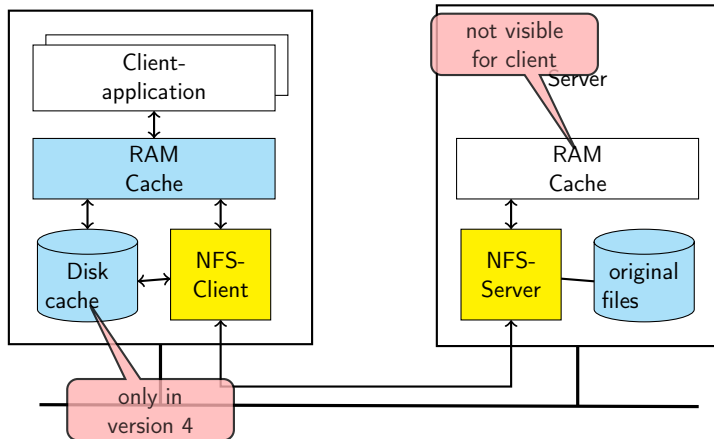 Client-
application
RAM
Cache
Disk
cache
NFS-
Client
only in
version 4
not visible
for client
Server
RAM
Cache
NFS-
Server
original
files